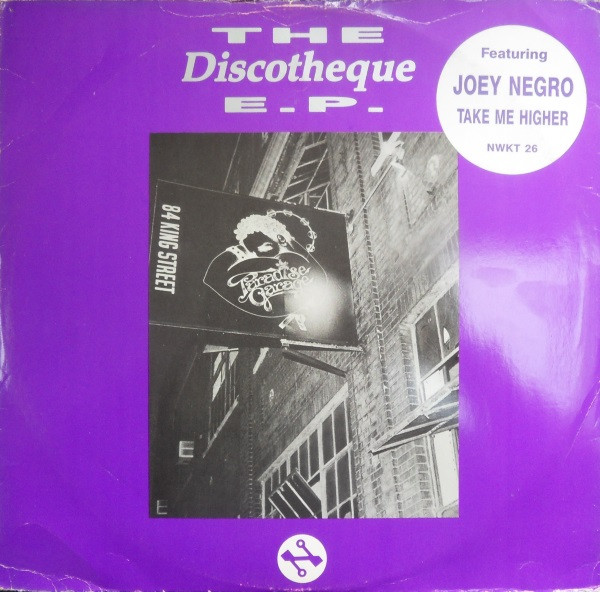 THE
Discotheque
E.P.
Featuring
JOEY NEGRO
TAKE ME HIGHER
NWKT 26
84 KING STREET
Paradise
Garage
E
E